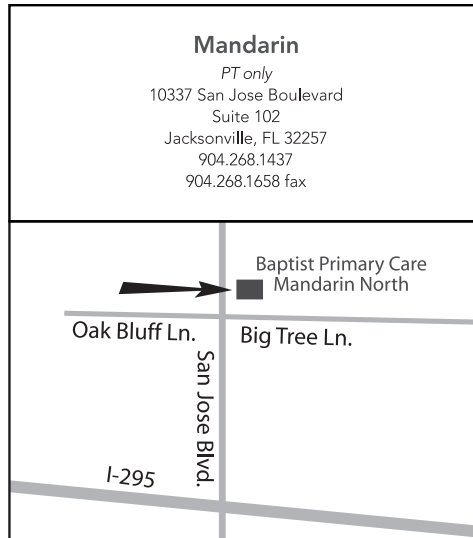 Mandarin
PT only
10337 San Jose Boulevard
Suite 102
Jacksonville, FL 32257
904.268.1437
904.268.1658 fax
Baptist Primary Care
Mandarin North
Oak Bluff Ln.
Big Tree Ln.
San Jose Blvd.
I-295